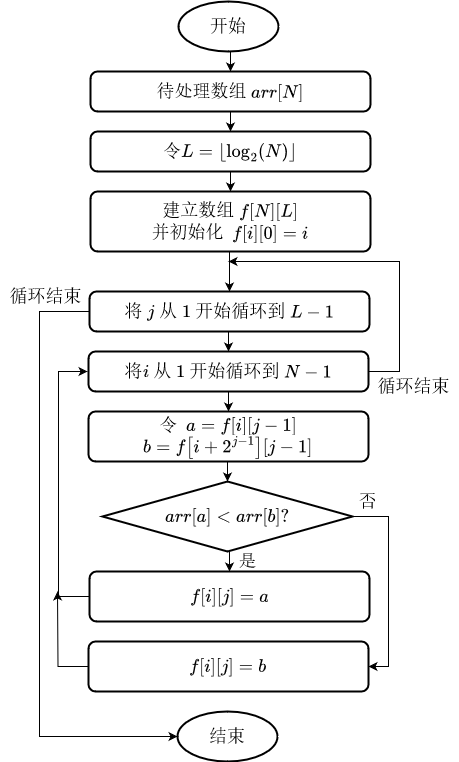 开始
待处理数组 arr[N]
令L = ⌊log₂(N)⌋
建立数组 f[N][L]
并初始化 f[i][0] = i
循环结束
将 j 从 1 开始循环到 L − 1
将i 从 1 开始循环到 N − 1
循环结束
令 a = f[i][j − 1]
b = f[i + 2^{j−1}][j − 1]
arr[a] < arr[b]?
否
是
f[i][j] = a
f[i][j] = b
结束